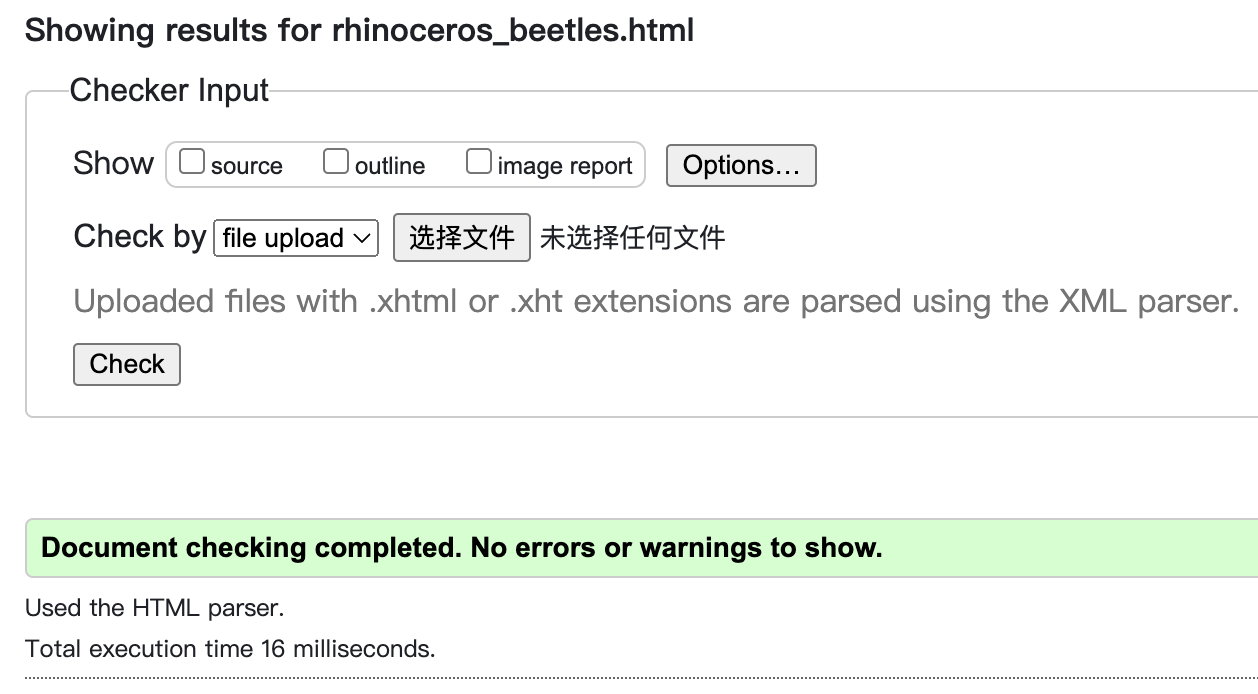 Showing results for rhinoceros_beetles.html
Checker Input
Show source outline image report Options...
Check by file upload 选择文件 未选择任何文件
Uploaded files with .xhtml or .xht extensions are parsed using the XML parser.
Check
Document checking completed. No errors or warnings to show.
Used the HTML parser.
Total execution time 16 milliseconds.